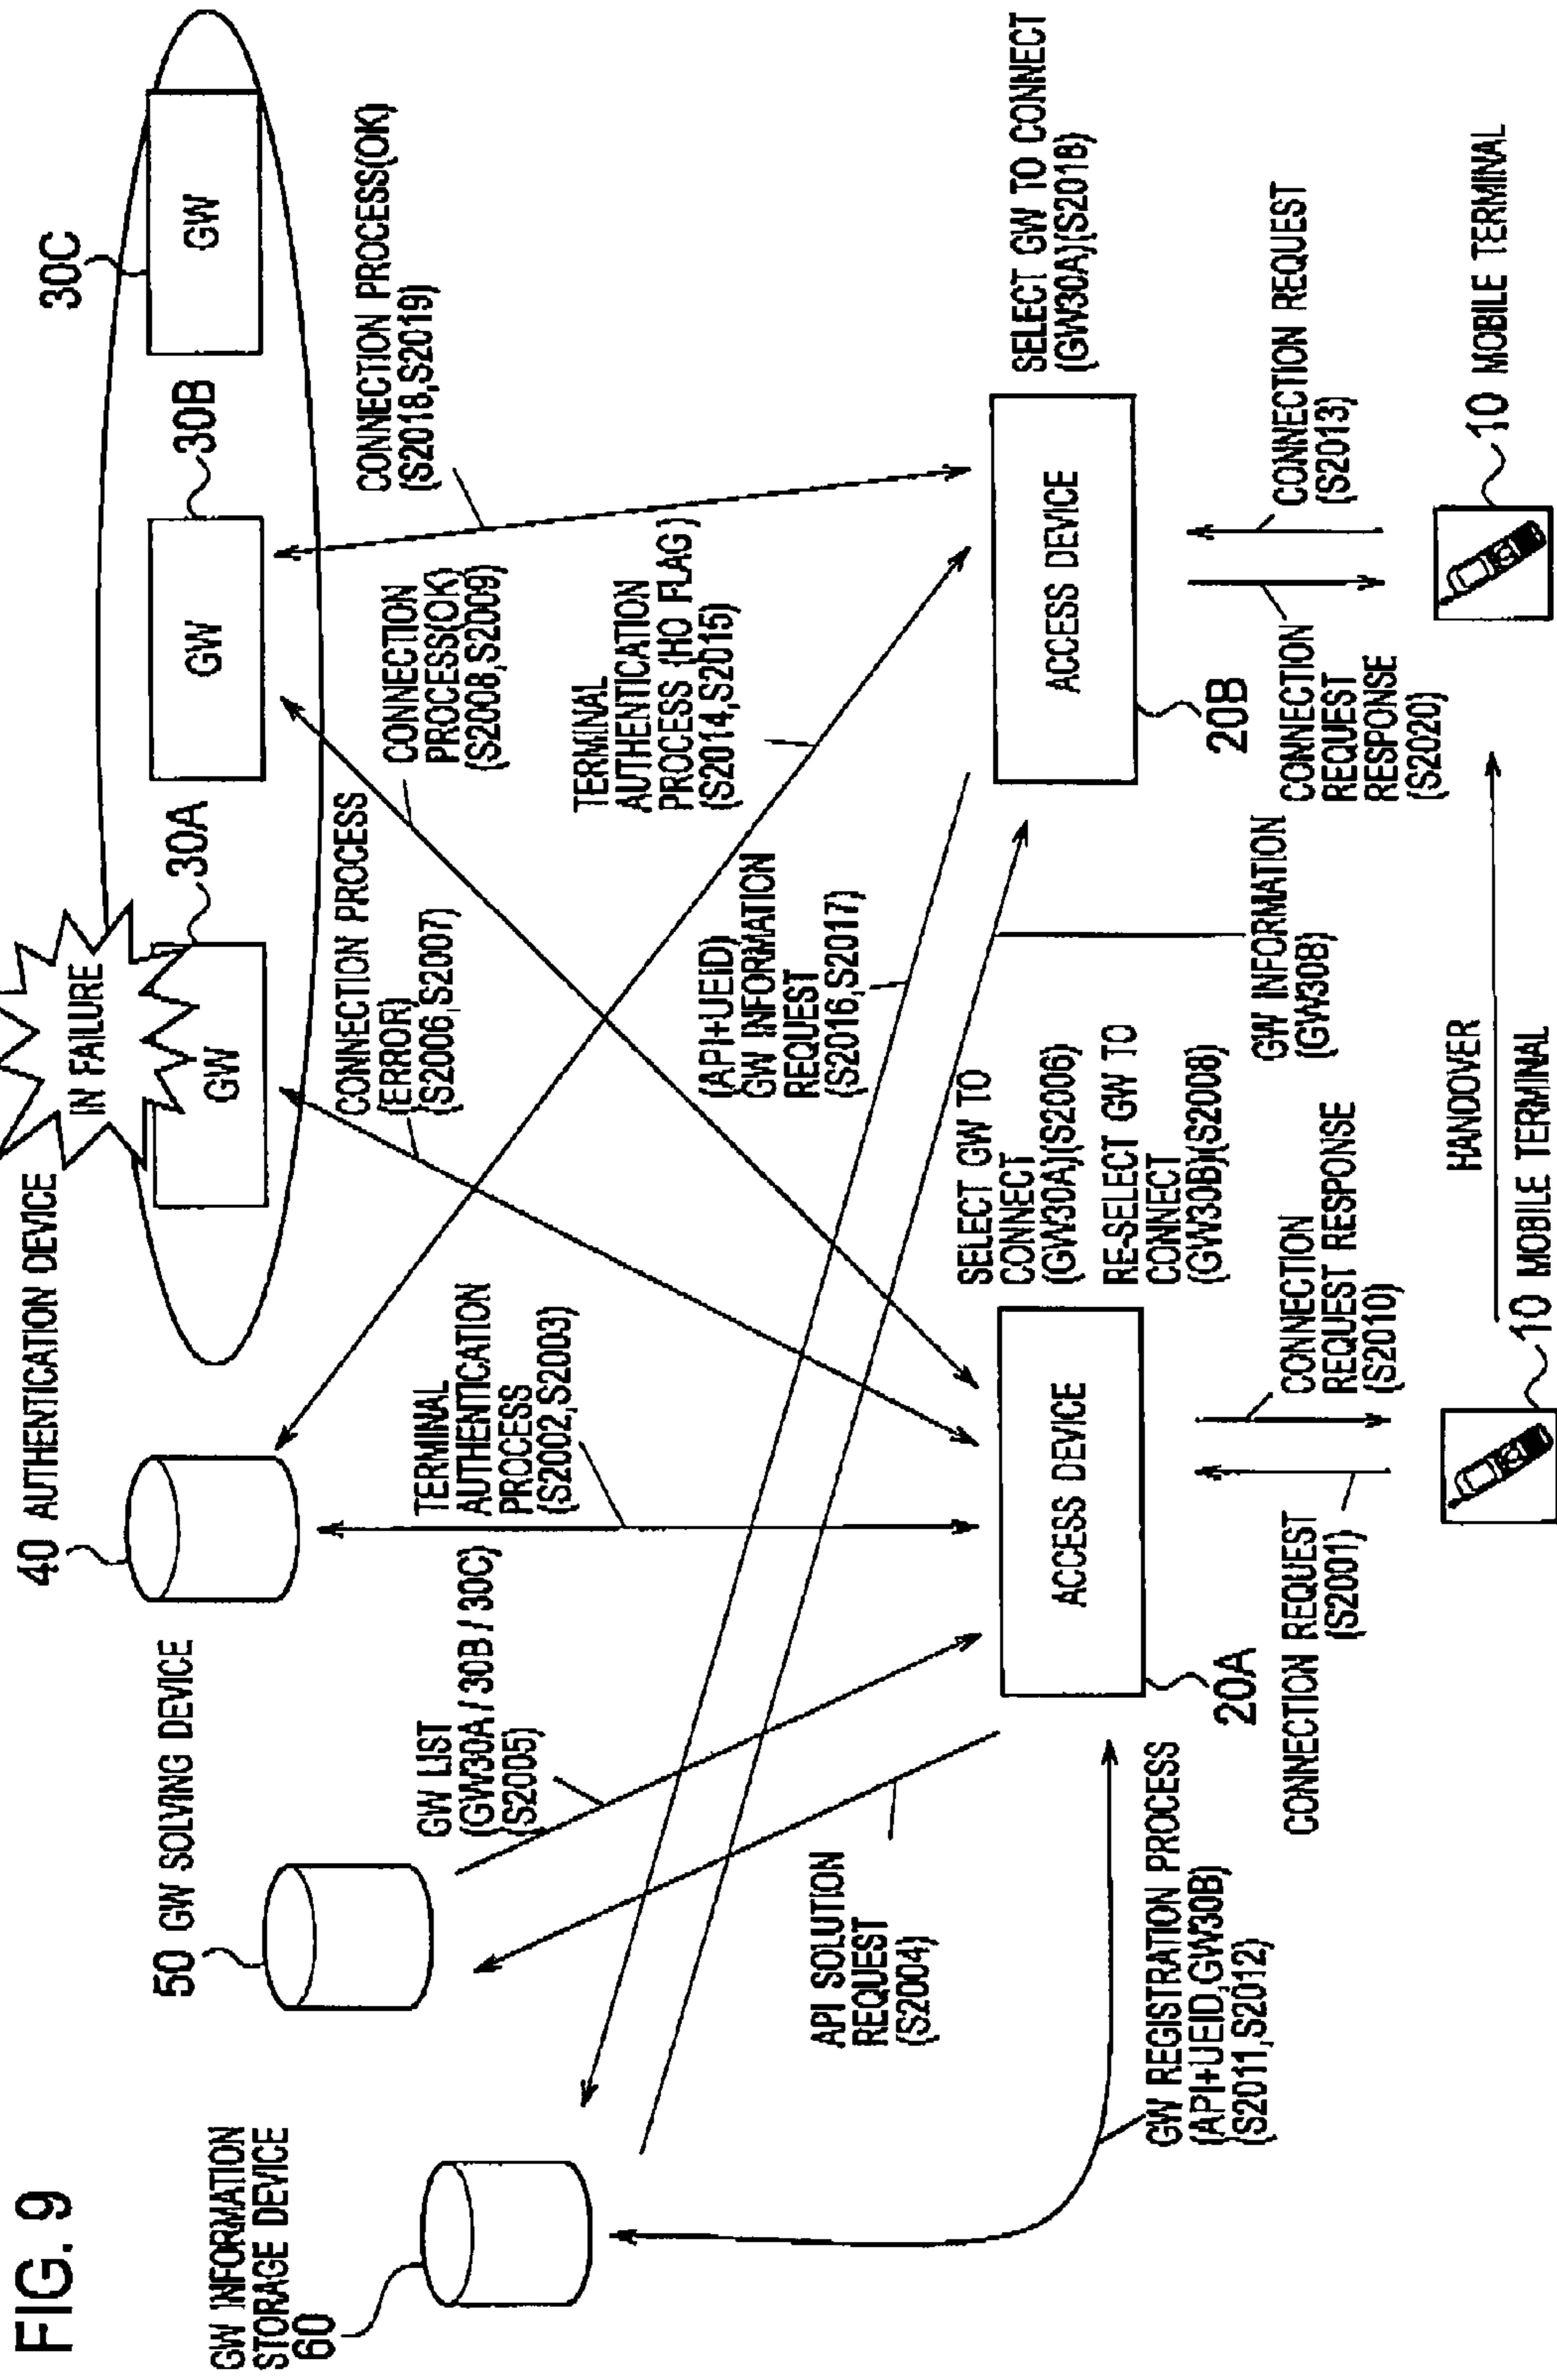 FIG. 9
GW INFORMATION
STORAGE DEVICE
60
50 GW SOLVING DEVICE
40 AUTHENTICATION DEVICE
IN FAILURE
GW
30A
GW
30B
GW
30C
GW LIST
(GW30A / 30B / 30C)
(S2005)
TERMINAL
AUTHENTICATION
PROCESS
(S2002,S2003)
CONNECTION PROCESS
(ERROR)
(S2006,S2007)
CONNECTION
PROCESS(OK)
(S2008,S2009)
CONNECTION PROCESS(OK)
(S2018,S2019)
TERMINAL
AUTHENTICATION
PROCESS (HO FLAG)
(S2014,S2015)
(API+UEID)
GW INFORMATION
REQUEST
(S2016,S2017)
API SOLUTION
REQUEST
(S2004)
SELECT GW TO
CONNECT
(GW30A)(S2006)
RE-SELECT GW TO
CONNECT
(GW30B)(S2008)
SELECT GW TO CONNECT
(GW30A)(S2018)
ACCESS DEVICE
20A
ACCESS DEVICE
20B
GW REGISTRATION PROCESS
(API+UEID,GW30B)
(S2011,S2012)
GW INFORMATION
(GW30B)
CONNECTION REQUEST
(S2001)
CONNECTION
REQUEST RESPONSE
(S2010)
CONNECTION
REQUEST
RESPONSE
(S2020)
CONNECTION REQUEST
(S2013)
HANDOVER
10 MOBILE TERMINAL
10 MOBILE TERMINAL